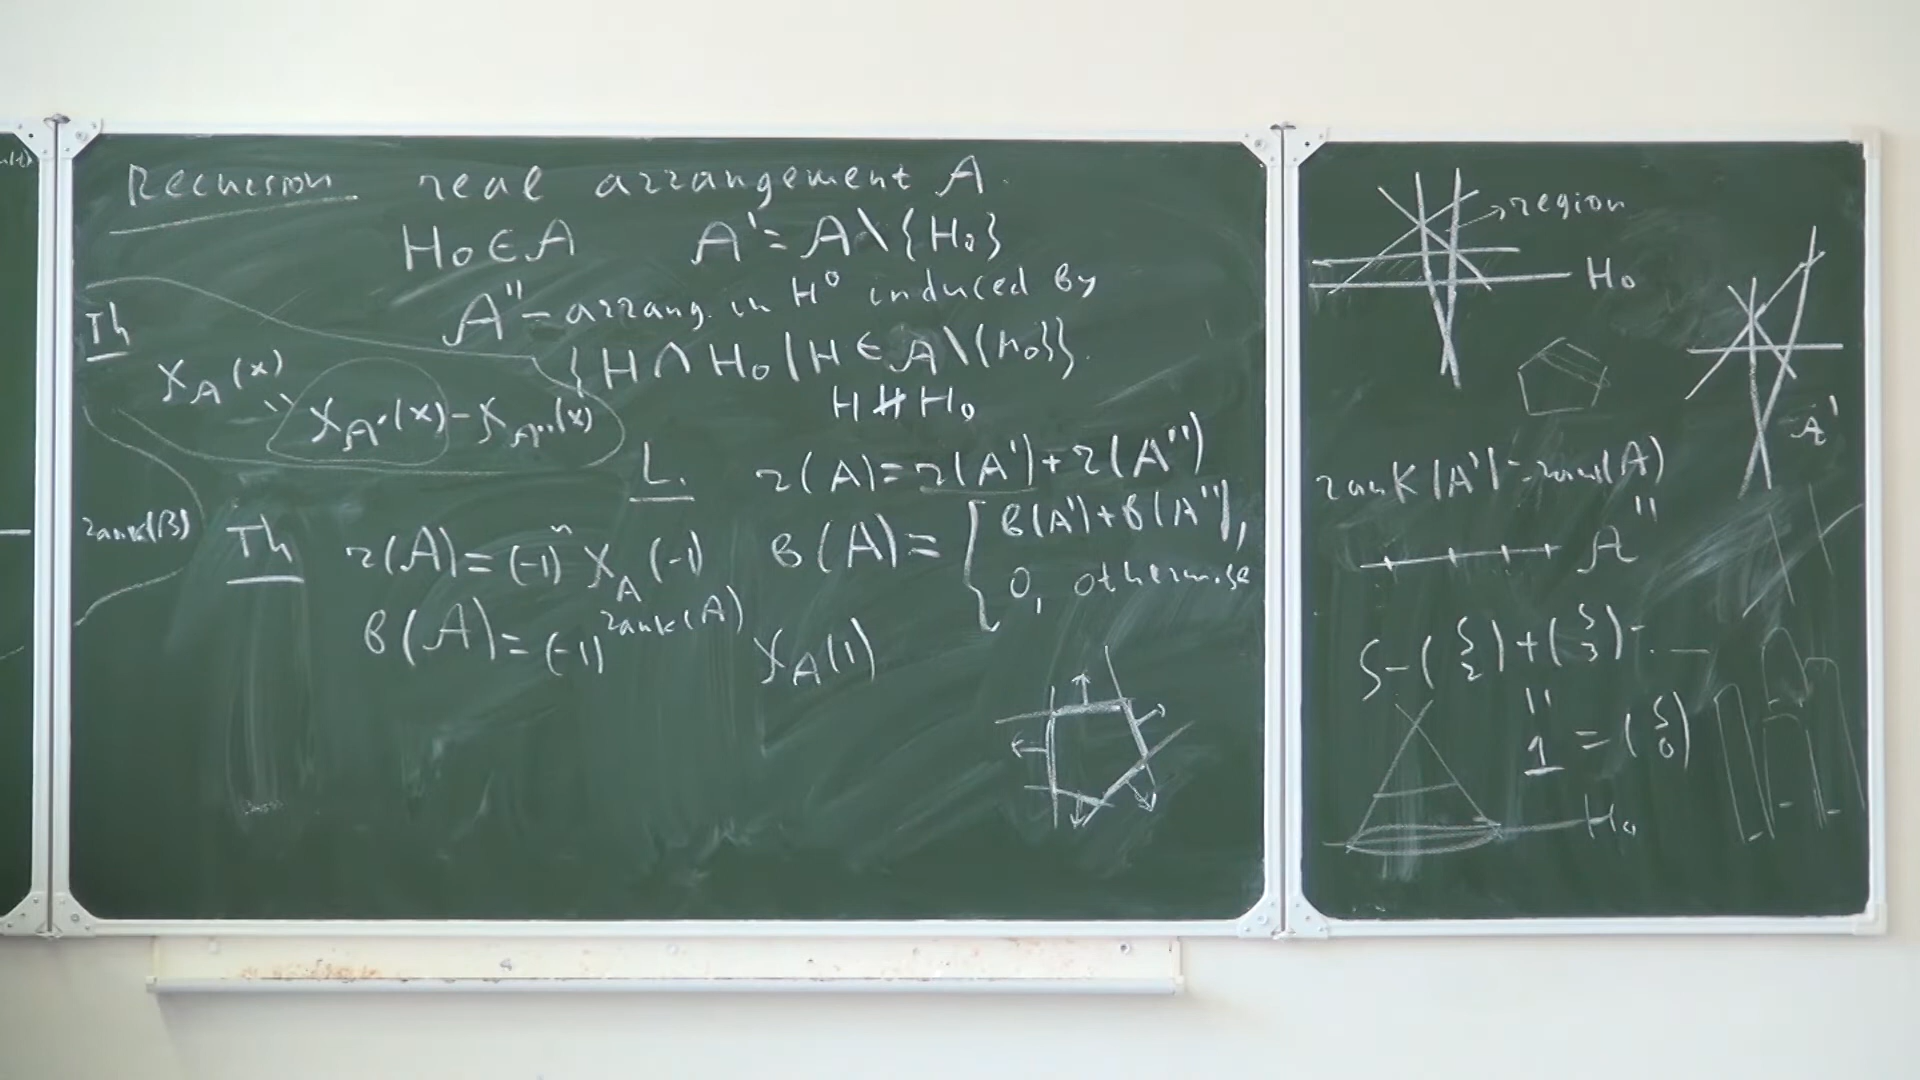 Recursion real arrangement A.
H₀ ∈ A A' = A \ {H₀}
A'' – arrang. in H⁰ induced by
{H ∩ H₀ | H ∈ A \ {H₀}}.
H ∦ H₀
Th
χ_A(x)
" χ_A'(x) – χ_A''(x)
L. r(A) = r(A') + r(A'')
rank(B)
Th r(A) = (-1)ⁿ χ_A(-1)
b(A) = { b(A') + b(A''),
0, otherwise
b(A) = (-1)^rank(A) χ_A(1)
region
H₀
A'
rank(A') = rank(A)
A''
5 – (5 2) + (5 3) – ...
"
1 = (5 0)
H₀